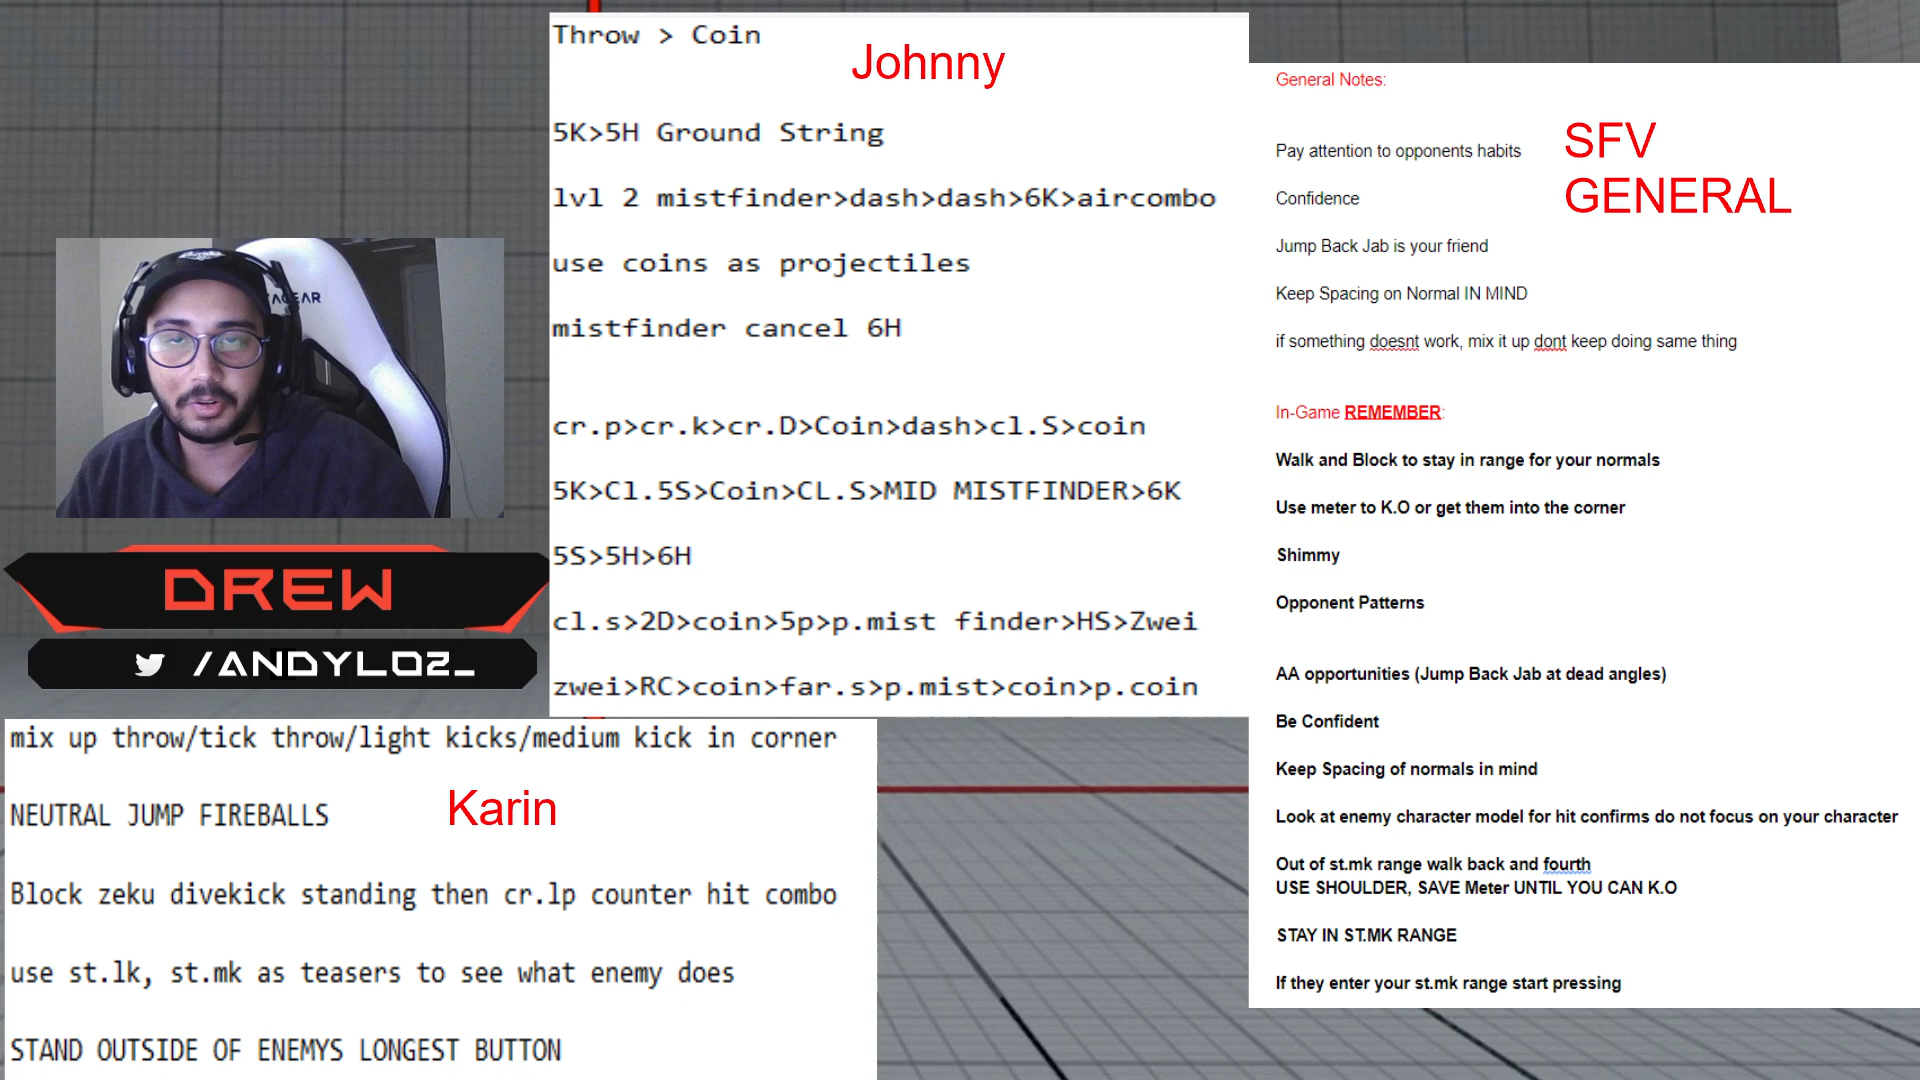 Throw > Coin
Johnny
5K>5H Ground String
lvl 2 mistfinder>dash>dash>6K>aircombo
use coins as projectiles
mistfinder cancel 6H
cr.p>cr.k>cr.D>Coin>dash>cl.S>coin
5K>Cl.5S>Coin>CL.S>MID MISTFINDER>6K
5S>5H>6H
cl.s>2D>coin>5p>p.mist finder>HS>Zwei
zwei>RC>coin>far.s>p.mist>coin>p.coin
General Notes:
SFV
GENERAL
Pay attention to opponents habits
Confidence
Jump Back Jab is your friend
Keep Spacing on Normal IN MIND
if something doesnt work, mix it up dont keep doing same thing
In-Game REMEMBER:
Walk and Block to stay in range for your normals
Use meter to K.O or get them into the corner
Shimmy
Opponent Patterns
AA opportunities (Jump Back Jab at dead angles)
Be Confident
Keep Spacing of normals in mind
Look at enemy character model for hit confirms do not focus on your character
Out of st.mk range walk back and fourth
USE SHOULDER, SAVE Meter UNTIL YOU CAN K.O
STAY IN ST.MK RANGE
If they enter your st.mk range start pressing
DREW
/ANDYLOZ_
mix up throw/tick throw/light kicks/medium kick in corner
NEUTRAL JUMP FIREBALLS
Karin
Block zeku divekick standing then cr.lp counter hit combo
use st.lk, st.mk as teasers to see what enemy does
STAND OUTSIDE OF ENEMYS LONGEST BUTTON